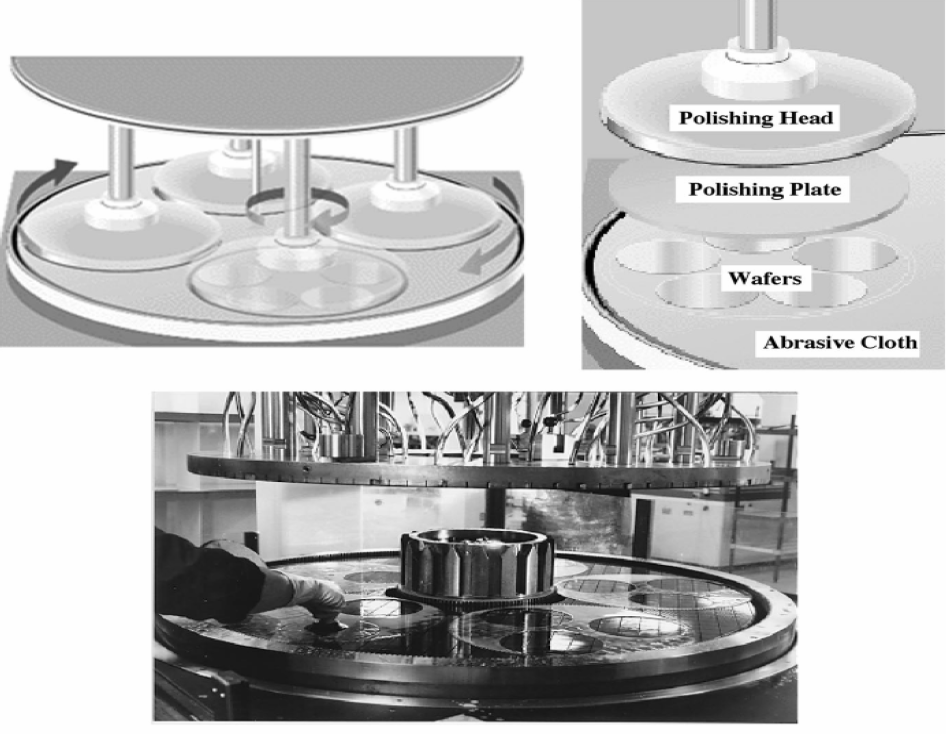 Polishing Head
Polishing Plate
Wafers
Abrasive Cloth